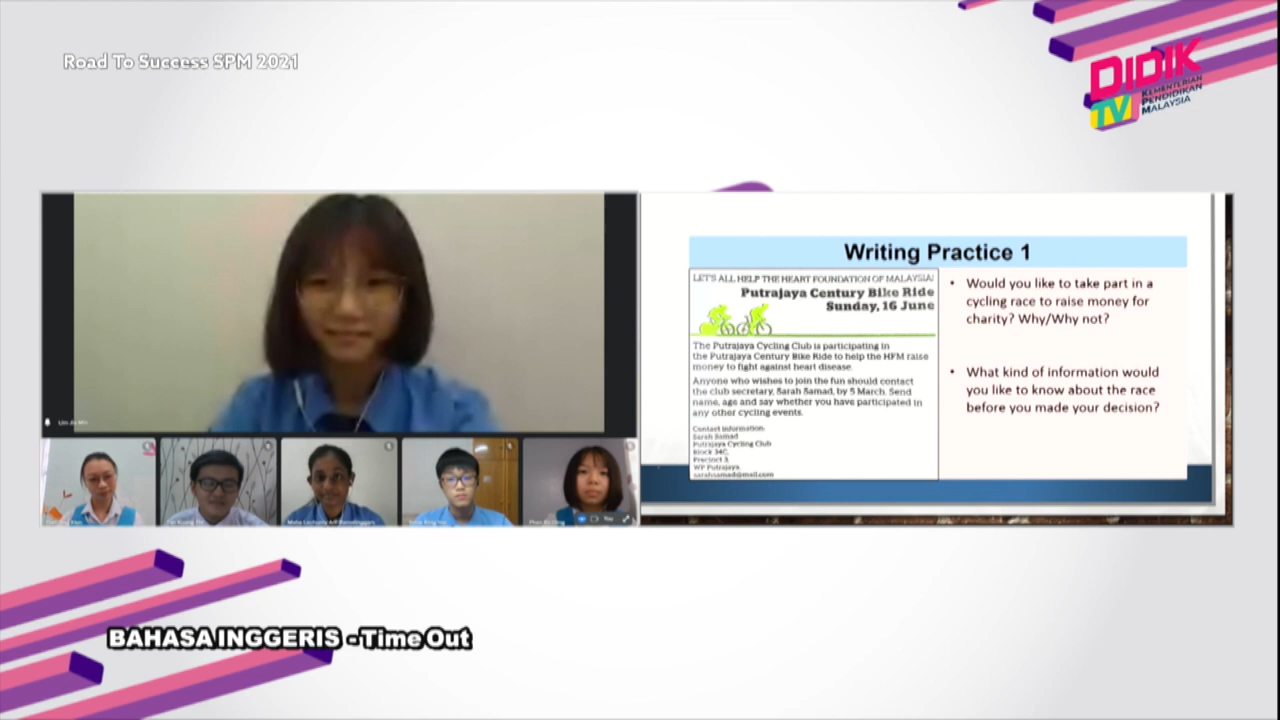 Road To Success SPM 2021
DIDIK
TV
KEMENTERIAN
PENDIDIKAN
MALAYSIA
Writing Practice 1
LET'S ALL HELP THE HEART FOUNDATION OF MALAYSIA!
Putrajaya Century Bike Ride
Sunday, 16 June
The Putrajaya Cycling Club is participating in
the Putrajaya Century Bike Ride to help the HFM raise
money to fight against heart disease.
Anyone who wishes to join the fun should contact
the club secretary, Sarah Samad, by 5 March. Send
name, age and say whether you have participated in
any other cycling events.
Contact information:
Sarah Samad
Putrajaya Cycling Club
Block 34C,
Precinct 3,
WP Putrajaya.
sarahsamad@mail.com
• Would you like to take part in a
cycling race to raise money for
charity? Why/Why not?
• What kind of information would
you like to know about the race
before you made your decision?
BAHASA INGGERIS - Time Out